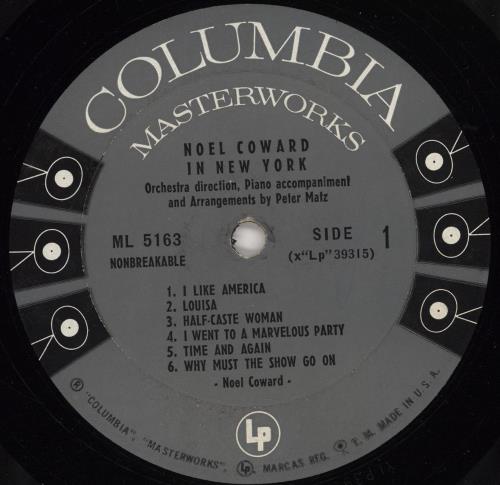 COLUMBIA
MASTERWORKS
NOEL COWARD
IN NEW YORK
Orchestra direction, Piano accompaniment
and Arrangements by Peter Matz
ML 5163
SIDE 1
NONBREAKABLE
(x"Lp"39315)
1. I LIKE AMERICA
2. LOUISA
3. HALF-CASTE WOMAN
4. I WENT TO A MARVELOUS PARTY
5. TIME AND AGAIN
6. WHY MUST THE SHOW GO ON
- Noel Coward -
Lp
® "COLUMBIA", "MASTERWORKS", Lp, MARCAS REG. T. M. MADE IN U.S.A.